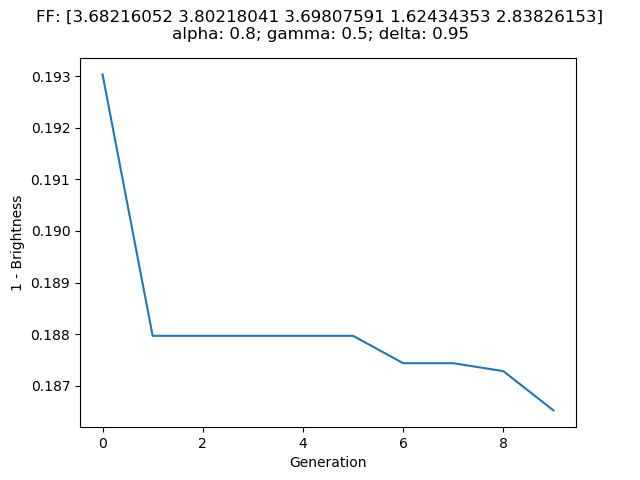 FF: [3.68216052 3.80218041 3.69807591 1.62434353 2.83826153]
alpha: 0.8; gamma: 0.5; delta: 0.95
0.193
0.192
0.191
0.190
0.189
0.188
0.187
1 - Brightness
0 2 4 6 8
Generation